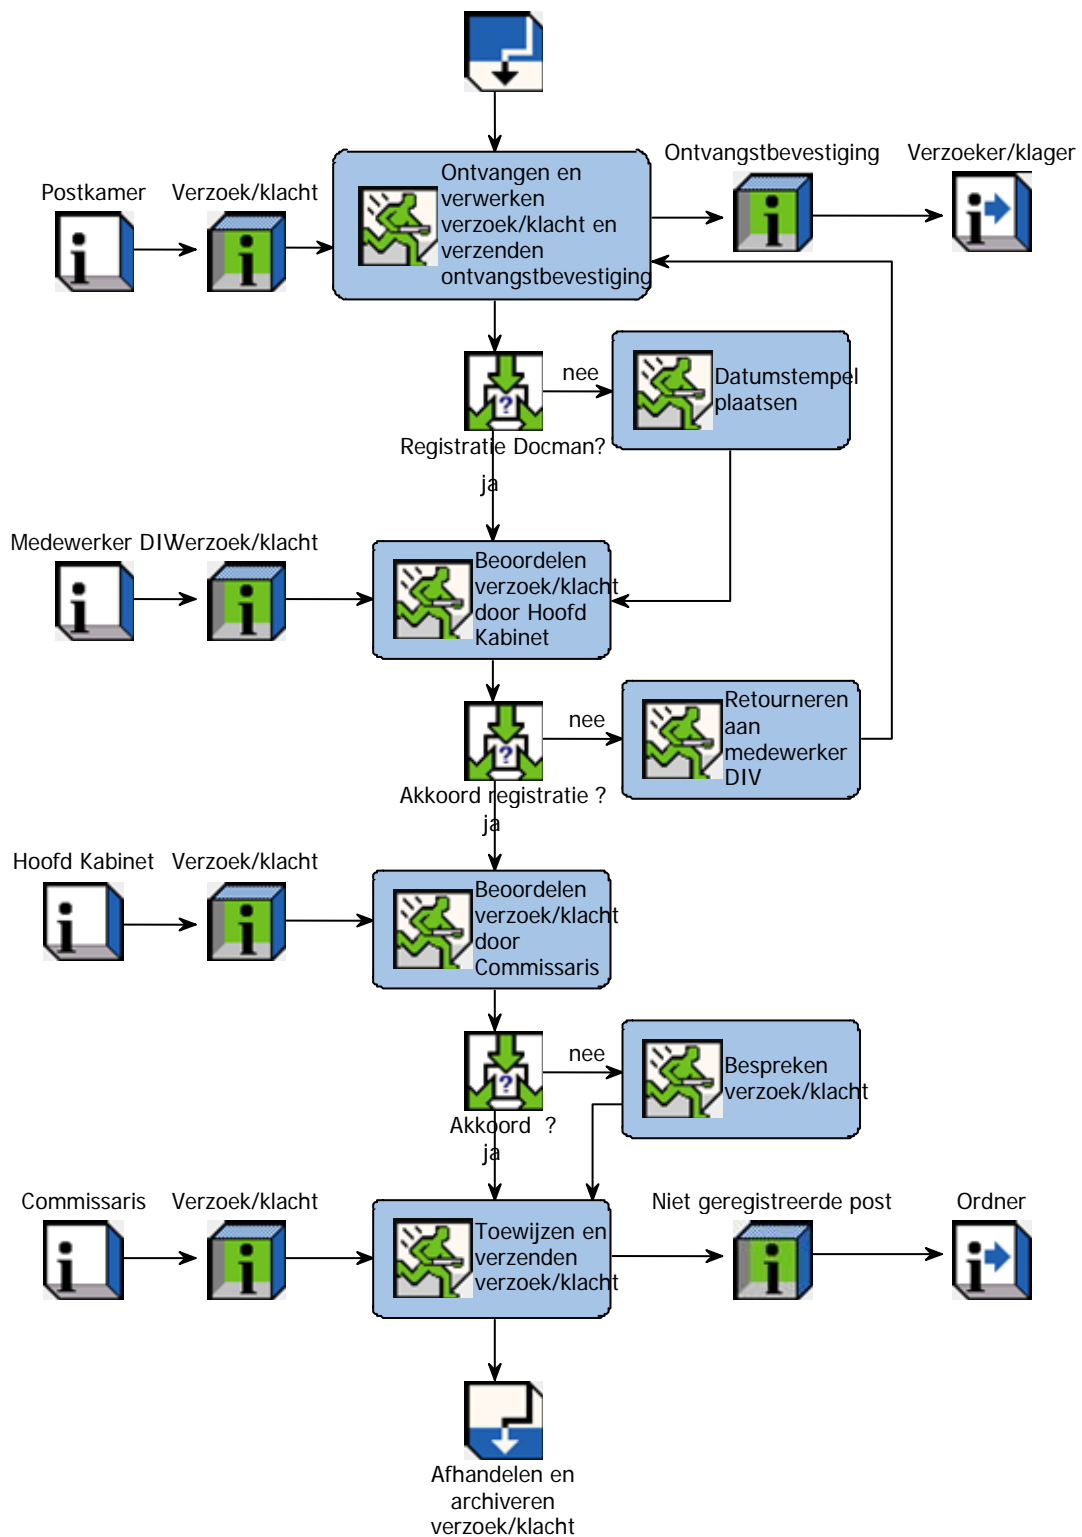 Ontvangen en
verwerken
verzoek/klacht en
verzenden
ontvangstbevestiging
Ontvangstbevestiging
Verzoeker/klager
Postkamer
Verzoek/klacht
nee
Datumstempel
plaatsen
Registratie Docman?
ja
Medewerker DIV
Verzoek/klacht
Beoordelen
verzoek/klacht
door Hoofd
Kabinet
nee
Retourneren
aan
medewerker
DIV
Akkoord registratie ?
ja
Hoofd Kabinet
Verzoek/klacht
Beoordelen
verzoek/klacht
door
Commissaris
nee
Bespreken
verzoek/klacht
Akkoord ?
ja
Commissaris
Verzoek/klacht
Toewijzen en
verzenden
verzoek/klacht
Niet geregistreerde post
Ordner
Afhandelen en
archiveren
verzoek/klacht